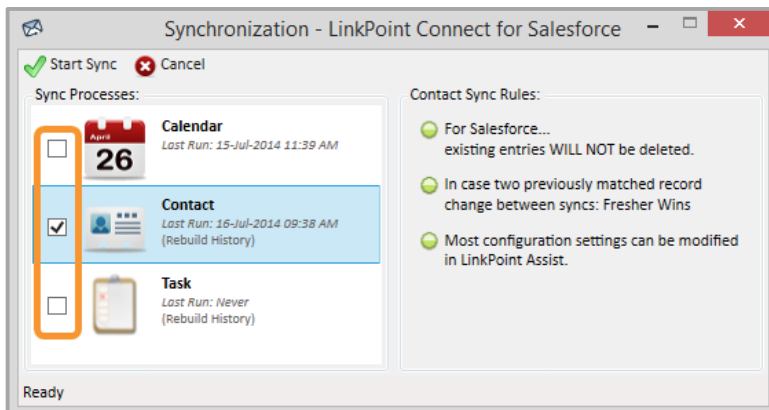 Synchronization - LinkPoint Connect for Salesforce
Start Sync Cancel
Sync Processes:
April
26
Calendar
Last Run: 15-Jul-2014 11:39 AM
Contact
Last Run: 16-Jul-2014 09:38 AM
(Rebuild History)
Task
Last Run: Never
(Rebuild History)
Contact Sync Rules:
For Salesforce...
existing entries WILL NOT be deleted.
In case two previously matched record
change between syncs: Fresher Wins
Most configuration settings can be modified
in LinkPoint Assist.
Ready